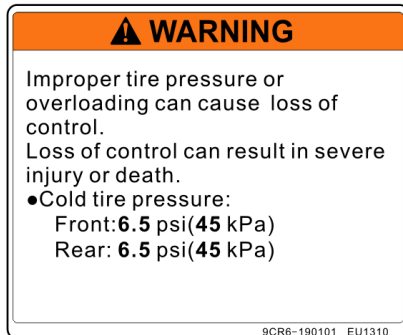 WARNING
Improper tire pressure or
overloading can cause loss of
control.
Loss of control can result in severe
injury or death.
●Cold tire pressure:
Front:6.5 psi(45 kPa)
Rear: 6.5 psi(45 kPa)
9CR6-190101 EU1310